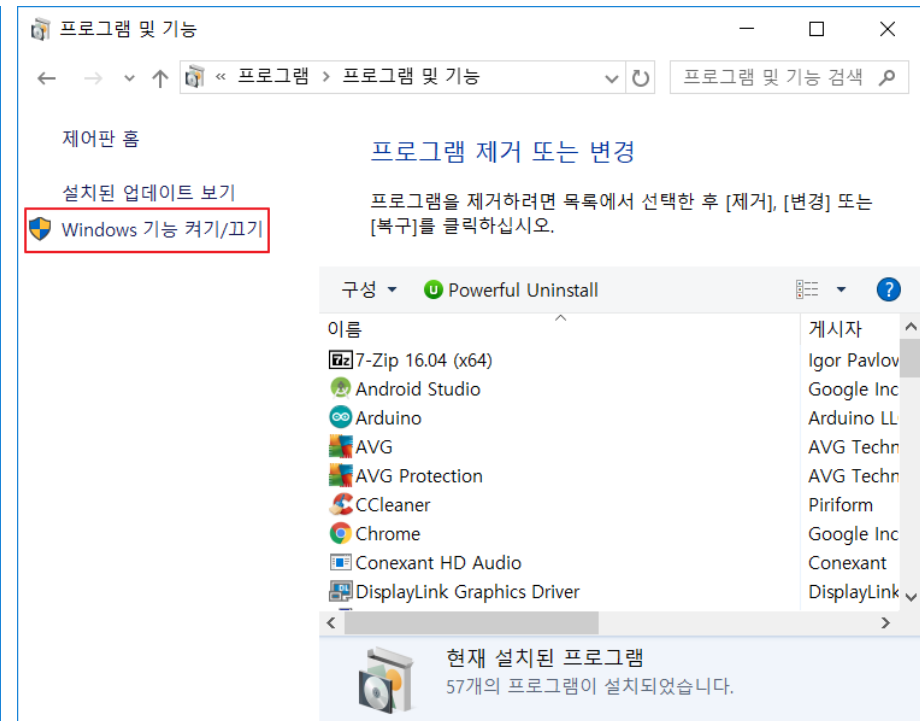 프로그램 및 기능
« 프로그램 > 프로그램 및 기능
프로그램 및 기능 검색
제어판 홈
설치된 업데이트 보기
Windows 기능 켜기/끄기
프로그램 제거 또는 변경
프로그램을 제거하려면 목록에서 선택한 후 [제거], [변경] 또는
[복구]를 클릭하십시오.
구성 Powerful Uninstall
이름 게시자
7-Zip 16.04 (x64) Igor Pavlov
Android Studio Google Inc
Arduino Arduino LL
AVG AVG Techn
AVG Protection AVG Techn
CCleaner Piriform
Chrome Google Inc
Conexant HD Audio Conexant
DisplayLink Graphics Driver DisplayLink
현재 설치된 프로그램
57개의 프로그램이 설치되었습니다.